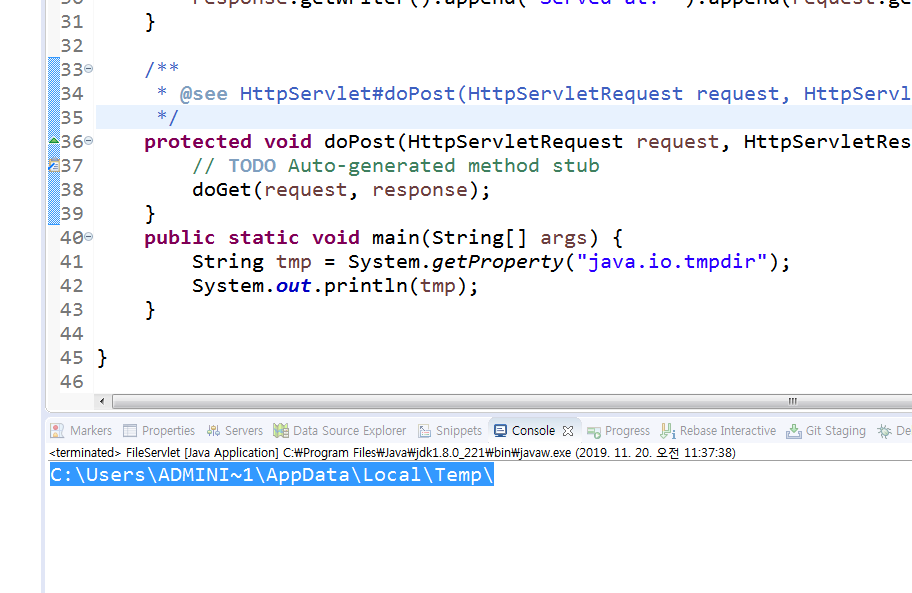 response.getWriter().append("Served at: ").append(request.ge
31 }
32
33 /**
34 * @see HttpServlet#doPost(HttpServletRequest request, HttpServl
35 */
36 protected void doPost(HttpServletRequest request, HttpServletRes
37 // TODO Auto-generated method stub
38 doGet(request, response);
39 }
40 public static void main(String[] args) {
41 String tmp = System.getProperty("java.io.tmpdir");
42 System.out.println(tmp);
43 }
44
45 }
46
Markers Properties Servers Data Source Explorer Snippets Console Progress Rebase Interactive Git Staging De
<terminated> FileServlet [Java Application] C:₩Program Files₩Java₩jdk1.8.0_221₩bin₩javaw.exe (2019. 11. 20. 오전 11:37:38)
C:\Users\ADMINI~1\AppData\Local\Temp\